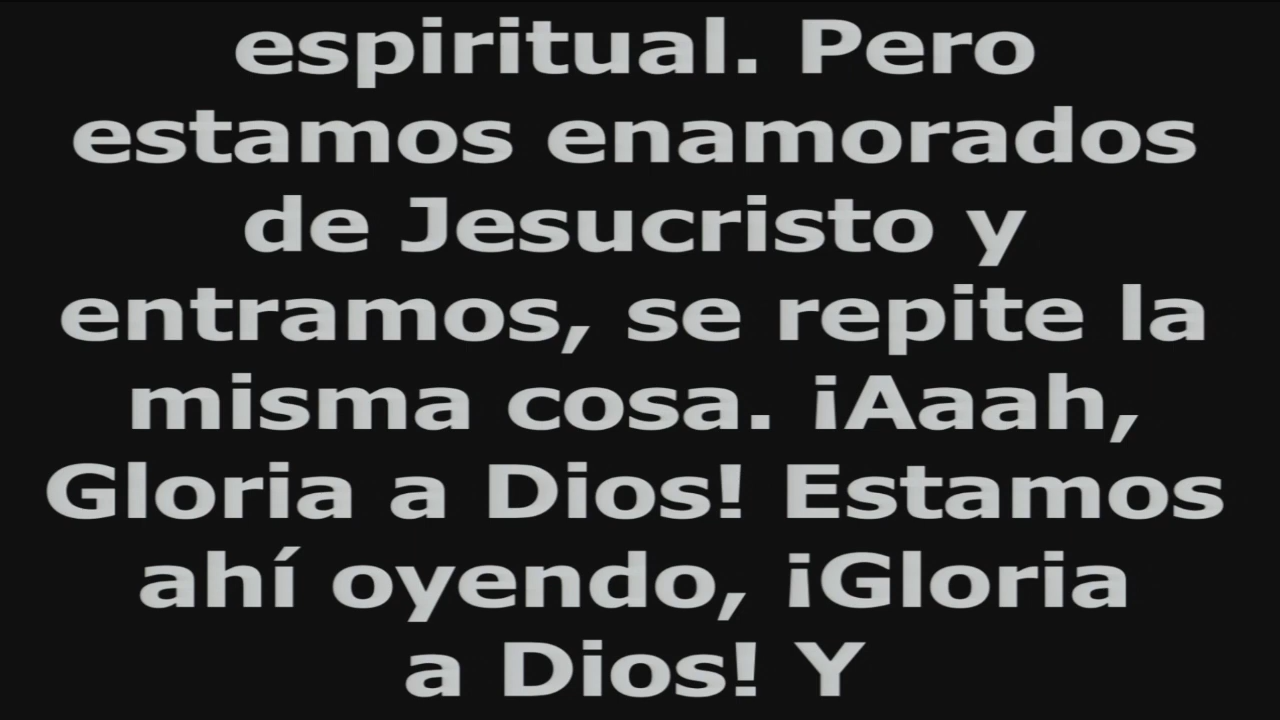 espiritual. Pero
estamos enamorados
de Jesucristo y
entramos, se repite la
misma cosa. ¡Aaah,
Gloria a Dios! Estamos
ahí oyendo, ¡Gloria
a Dios! Y